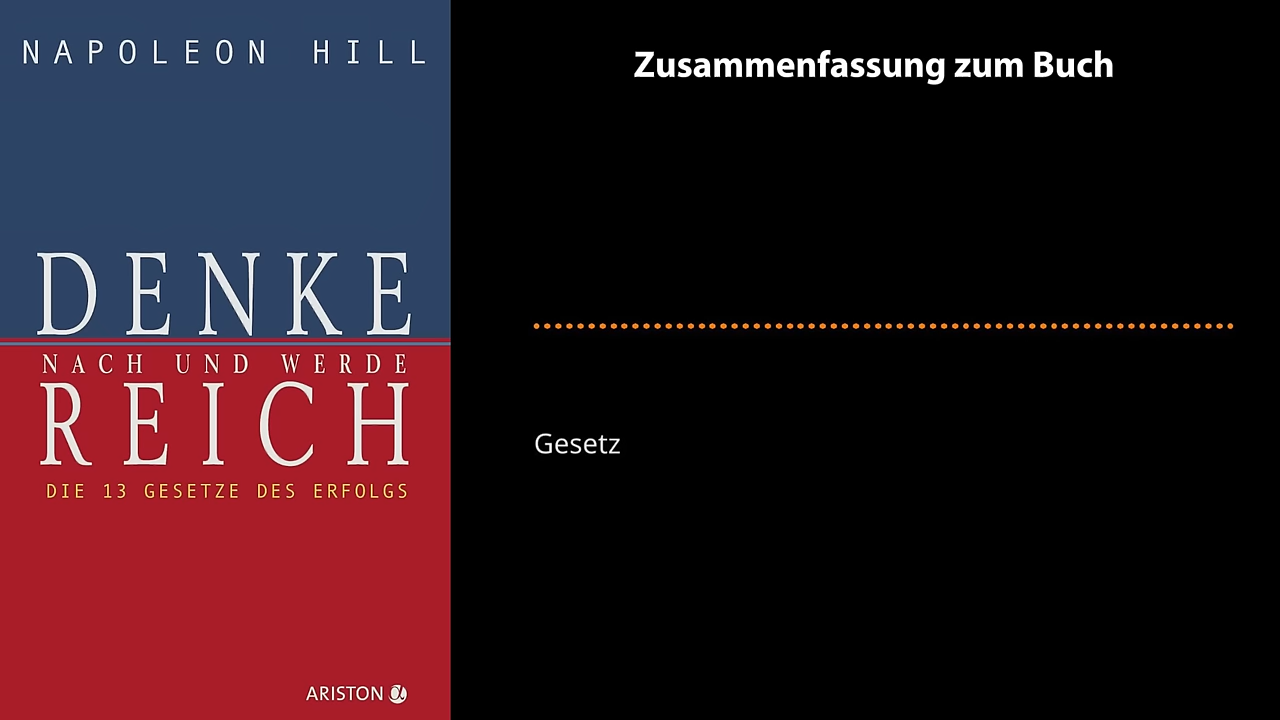 NAPOLEON HILL
DENKE
NACH UND WERDE
REICH
DIE 13 GESETZE DES ERFOLGS
ARISTON
Zusammenfassung zum Buch
Gesetz